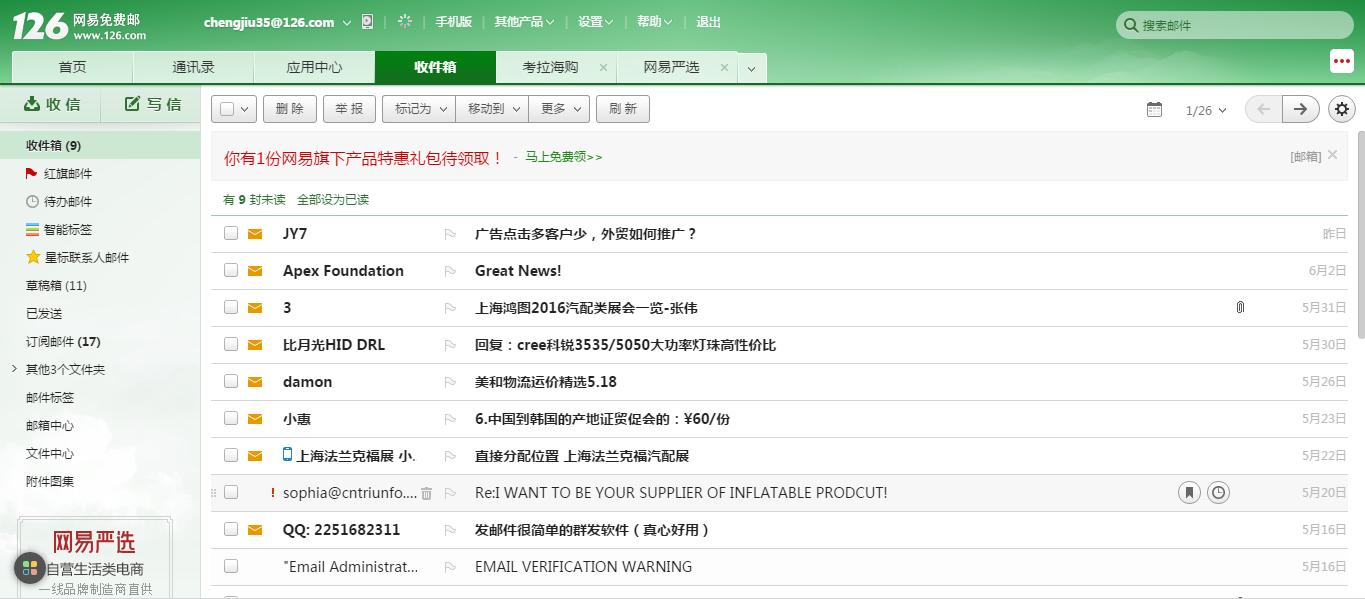 126 网易免费邮
www.126.com
chengjiu35@126.com 手机版 其他产品 设置 帮助 退出
搜索邮件
首页 通讯录 应用中心 收件箱 考拉海购 网易严选
收信 写信
删除 举报 标记为 移动到 更多 刷新 1/26
收件箱 (9)
红旗邮件
待办邮件
智能标签
星标联系人邮件
草稿箱 (11)
已发送
订阅邮件 (17)
其他3个文件夹
邮件标签
邮箱中心
文件中心
附件图集
网易严选
自营生活类电商
一线品牌制造商直供
你有1份网易旗下产品特惠礼包待领取！ - 马上免费领>> [邮箱]
有 9 封未读 全部设为已读
JY7 广告点击多客户少，外贸如何推广？ 昨日
Apex Foundation Great News! 6月2日
3 上海鸿图2016汽配类展会一览-张伟 5月31日
比月光HID DRL 回复：cree科锐3535/5050大功率灯珠高性价比 5月30日
damon 美和物流运价精选5.18 5月26日
小惠 6.中国到韩国的产地证贸促会的：¥60/份 5月23日
上海法兰克福展 小. 直接分配位置 上海法兰克福汽配展 5月22日
! sophia@cntriunfo.... Re:I WANT TO BE YOUR SUPPLIER OF INFLATABLE PRODCUT! 5月20日
QQ: 2251682311 发邮件很简单的群发软件（真心好用） 5月16日
"Email Administrat... EMAIL VERIFICATION WARNING 5月16日